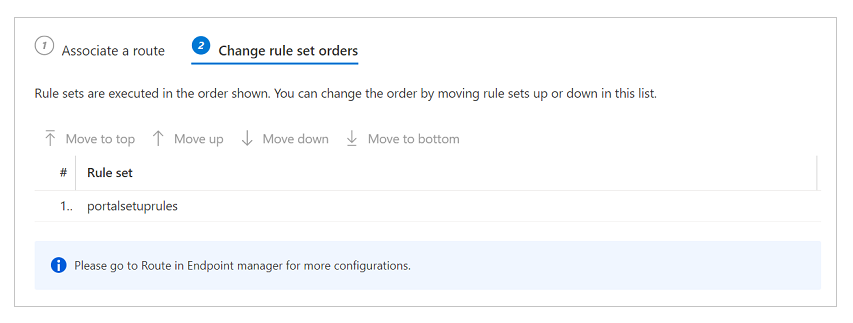 1 Associate a route 2 Change rule set orders
Rule sets are executed in the order shown. You can change the order by moving rule sets up or down in this list.
Move to top Move up Move down Move to bottom
# Rule set
1.. portalsetuprules
Please go to Route in Endpoint manager for more configurations.